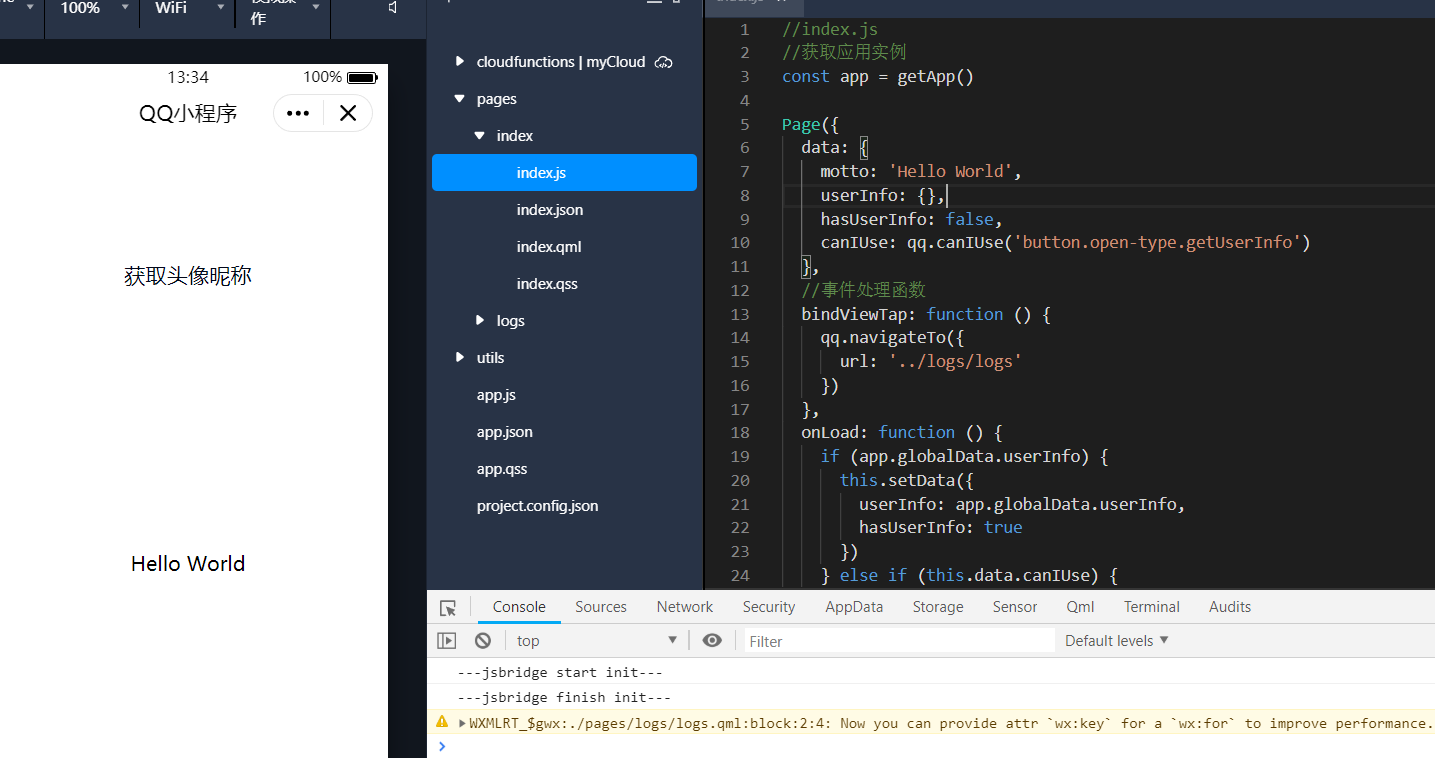 100%
WiFi
作
13:34
100%
QQ小程序
获取头像昵称
Hello World
cloudfunctions | myCloud
pages
index
index.js
index.json
index.qml
index.qss
logs
utils
app.js
app.json
app.qss
project.config.json
1 //index.js
2 //获取应用实例
3 const app = getApp()
4
5 Page({
6 data: {
7 motto: 'Hello World',
8 userInfo: {},
9 hasUserInfo: false,
10 canIUse: qq.canIUse('button.open-type.getUserInfo')
11 },
12 //事件处理函数
13 bindViewTap: function () {
14 qq.navigateTo({
15 url: '../logs/logs'
16 })
17 },
18 onLoad: function () {
19 if (app.globalData.userInfo) {
20 this.setData({
21 userInfo: app.globalData.userInfo,
22 hasUserInfo: true
23 })
24 } else if (this.data.canIUse) {
Console Sources Network Security AppData Storage Sensor Qml Terminal Audits
top Filter Default levels
---jsbridge start init---
---jsbridge finish init---
WXMLRT_$gwx:./pages/logs/logs.qml:block:2:4: Now you can provide attr `wx:key` for a `wx:for` to improve performance.